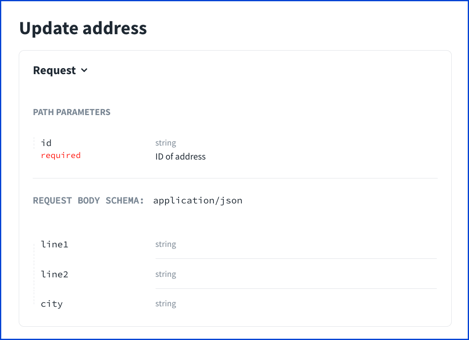 Update address
Request
PATH PARAMETERS
id
required
string
ID of address
REQUEST BODY SCHEMA: application/json
line1 string
line2 string
city string